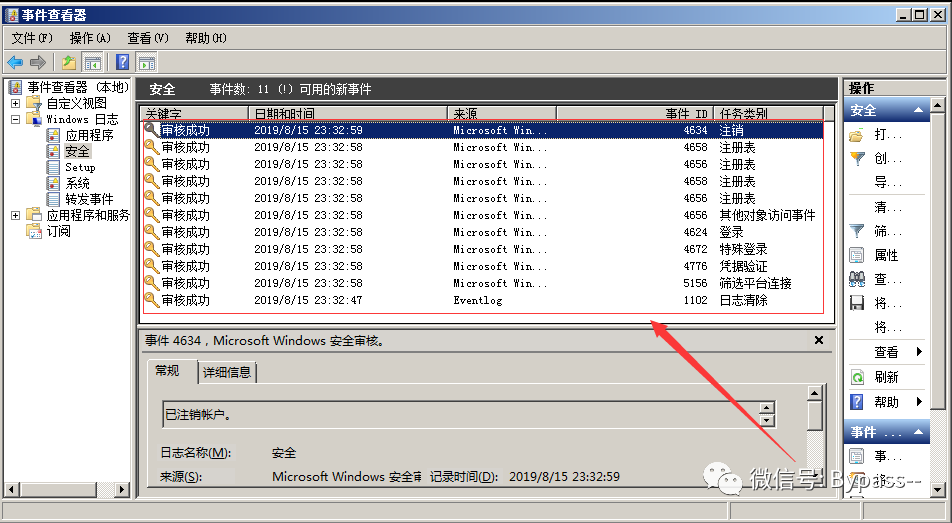 事件查看器
文件(F) 操作(A) 查看(V) 帮助(H)
事件查看器 (本地)
自定义视图
Windows 日志
应用程序
安全
Setup
系统
转发事件
应用程序和服务
订阅
安全 事件数: 11 (!) 可用的新事件
关键字 日期和时间 来源 事件 ID 任务类别
审核成功 2019/8/15 23:32:59 Microsoft Win... 4634 注销
审核成功 2019/8/15 23:32:58 Microsoft Win... 4658 注册表
审核成功 2019/8/15 23:32:58 Microsoft Win... 4656 注册表
审核成功 2019/8/15 23:32:58 Microsoft Win... 4658 注册表
审核成功 2019/8/15 23:32:58 Microsoft Win... 4656 注册表
审核成功 2019/8/15 23:32:58 Microsoft Win... 4656 其他对象访问事件
审核成功 2019/8/15 23:32:58 Microsoft Win... 4624 登录
审核成功 2019/8/15 23:32:58 Microsoft Win... 4672 特殊登录
审核成功 2019/8/15 23:32:58 Microsoft Win... 4776 凭据验证
审核成功 2019/8/15 23:32:58 Microsoft Win... 5156 筛选平台连接
审核成功 2019/8/15 23:32:47 Eventlog 1102 日志清除
事件 4634，Microsoft Windows 安全审核。
常规 详细信息
已注销帐户。
日志名称(M): 安全
来源(S): Microsoft Windows 安全审 记录时间(D): 2019/8/15 23:32:59
操作
安全
打...
创...
导...
清...
筛...
属性
查...
将...
将...
查看
刷新
帮助
事件 ...
事...
将...
微信号: Bypass--